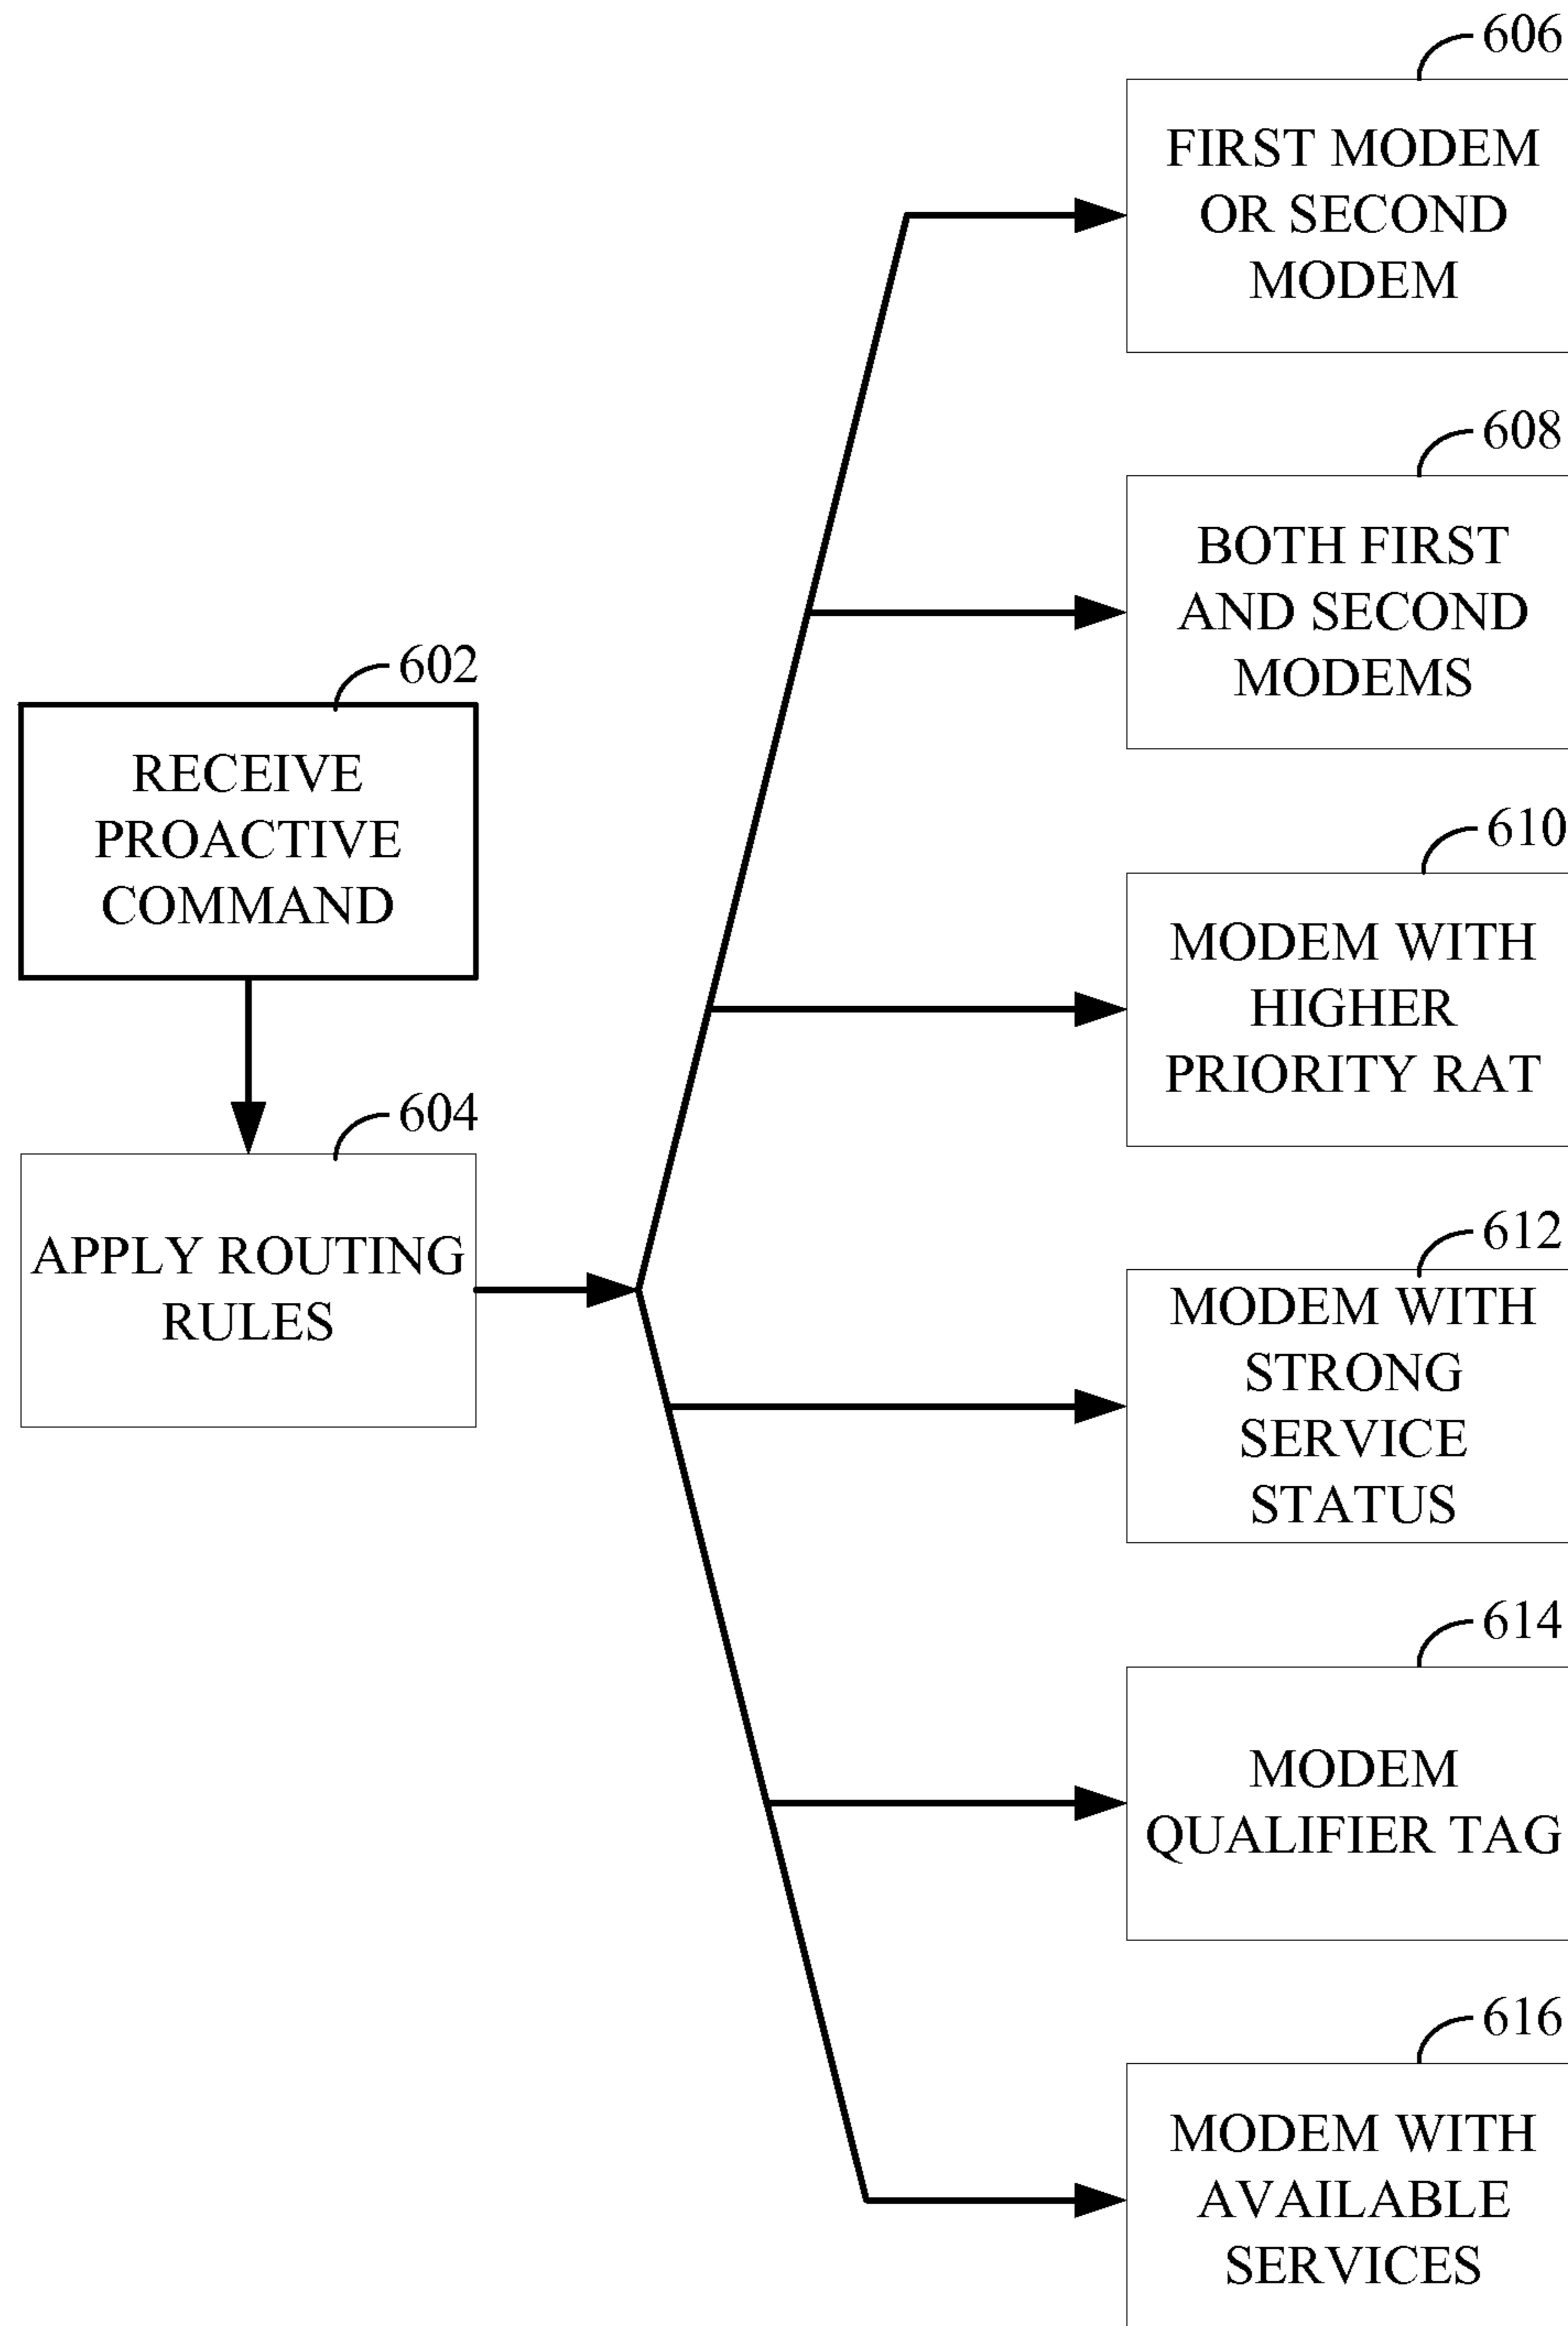 606
FIRST MODEM
OR SECOND
MODEM
608
BOTH FIRST
AND SECOND
MODEMS
602
RECEIVE
PROACTIVE
COMMAND
610
MODEM WITH
HIGHER
PRIORITY RAT
604
APPLY ROUTING
RULES
612
MODEM WITH
STRONG
SERVICE
STATUS
614
MODEM
QUALIFIER TAG
616
MODEM WITH
AVAILABLE
SERVICES